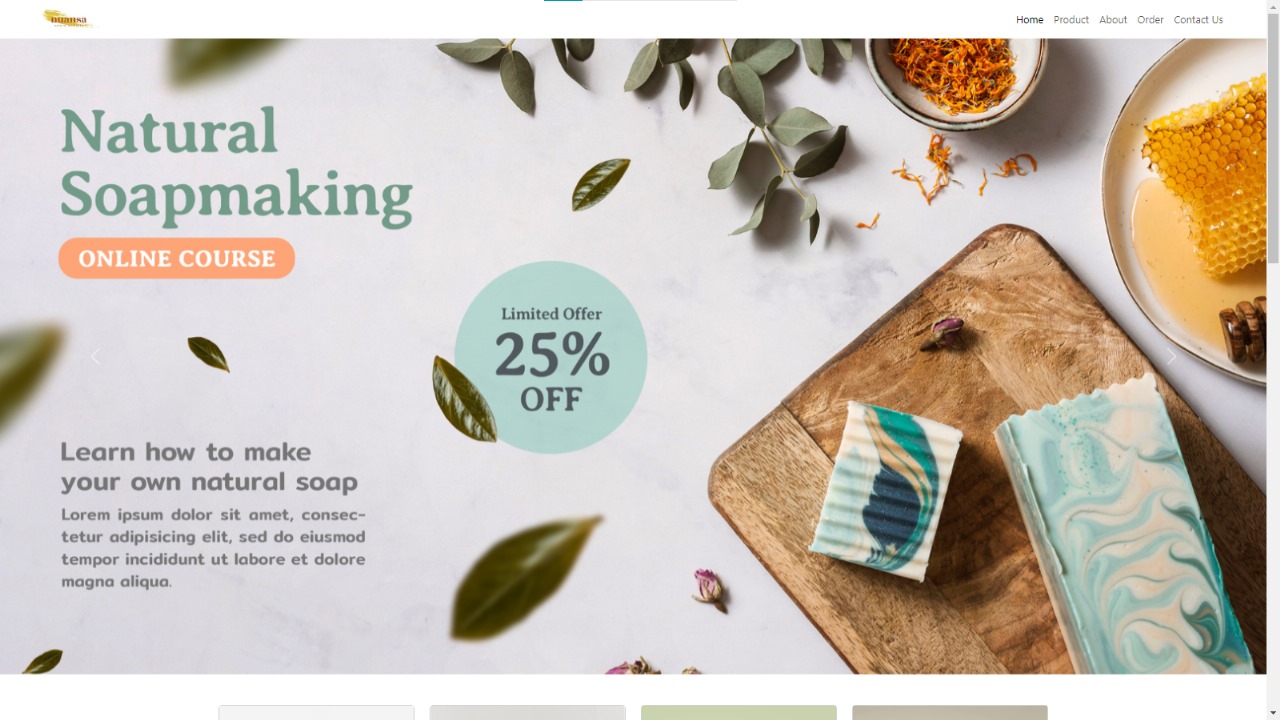 nuansa
Home Product About Order Contact Us
Natural
Soapmaking
ONLINE COURSE
Limited Offer
25%
OFF
Learn how to make
your own natural soap
Lorem ipsum dolor sit amet, consec-
tetur adipisicing elit, sed do eiusmod
tempor incididunt ut labore et dolore
magna aliqua.